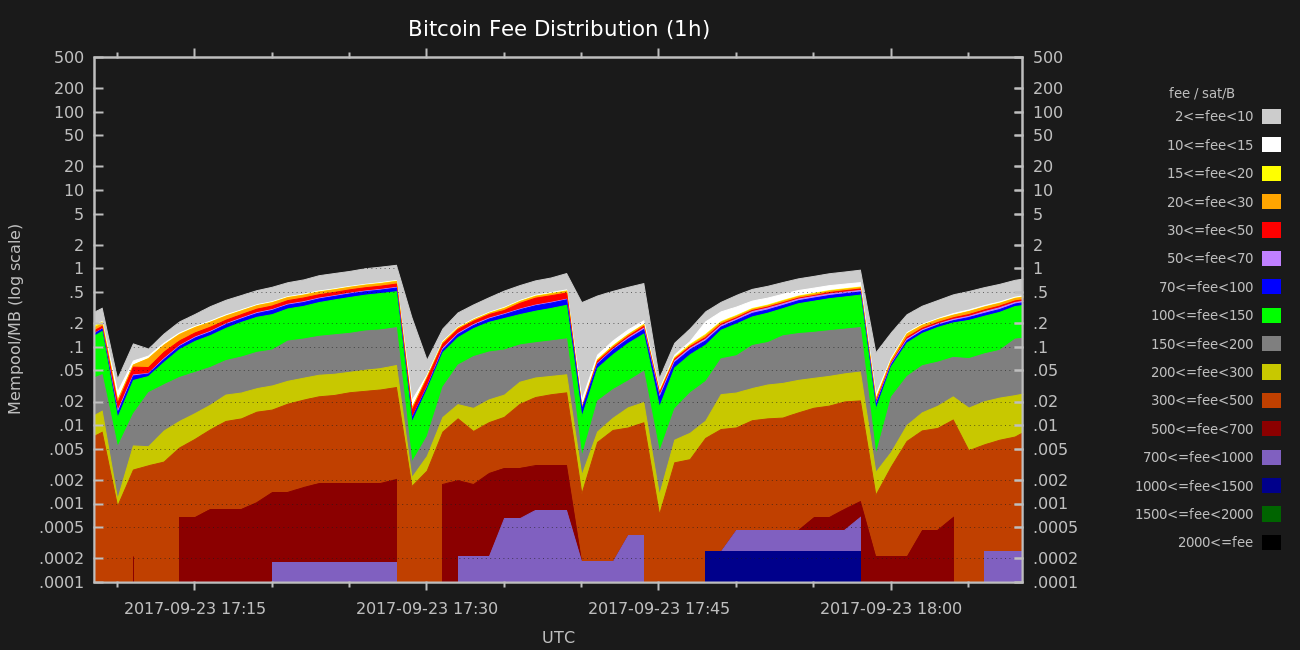 Bitcoin Fee Distribution (1h)
500 500
200 200
100 100
50 50
20 20
10 10
5 5
2 2
1 1
.5 .5
.2 .2
.1 .1
.05 .05
.02 .02
.01 .01
.005 .005
.002 .002
.001 .001
.0005 .0005
.0002 .0002
.0001 .0001
Mempool/MB (log scale)
2017-09-23 17:15 2017-09-23 17:30 2017-09-23 17:45 2017-09-23 18:00
UTC
fee / sat/B
2<=fee<10
10<=fee<15
15<=fee<20
20<=fee<30
30<=fee<50
50<=fee<70
70<=fee<100
100<=fee<150
150<=fee<200
200<=fee<300
300<=fee<500
500<=fee<700
700<=fee<1000
1000<=fee<1500
1500<=fee<2000
2000<=fee